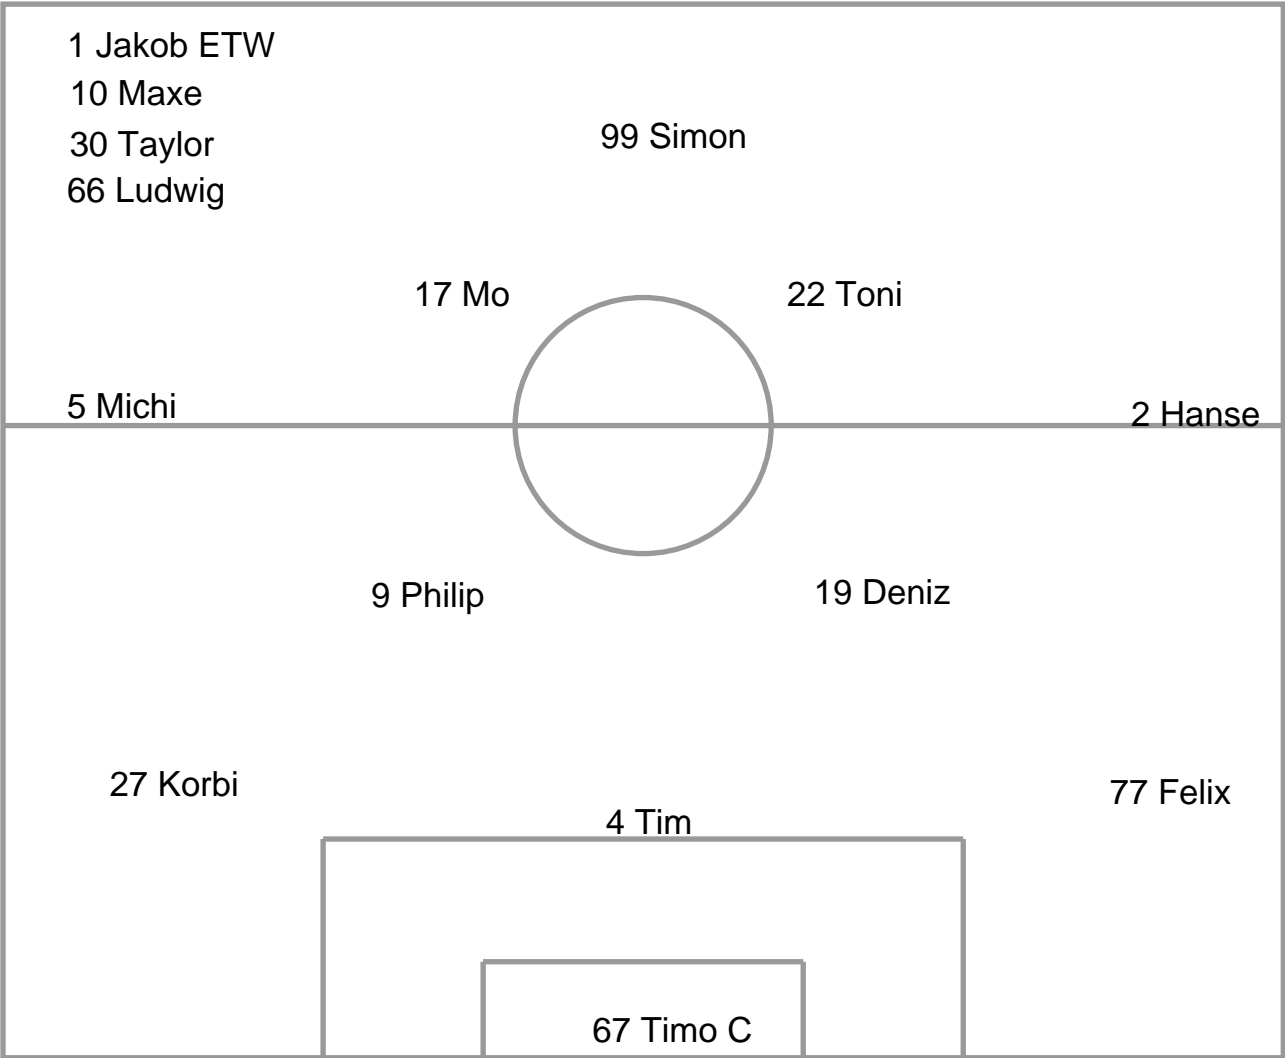 1 Jakob ETW
10 Maxe
30 Taylor
66 Ludwig
99 Simon
17 Mo
22 Toni
5 Michi
2 Hanse
9 Philip
19 Deniz
27 Korbi
77 Felix
4 Tim
67 Timo C